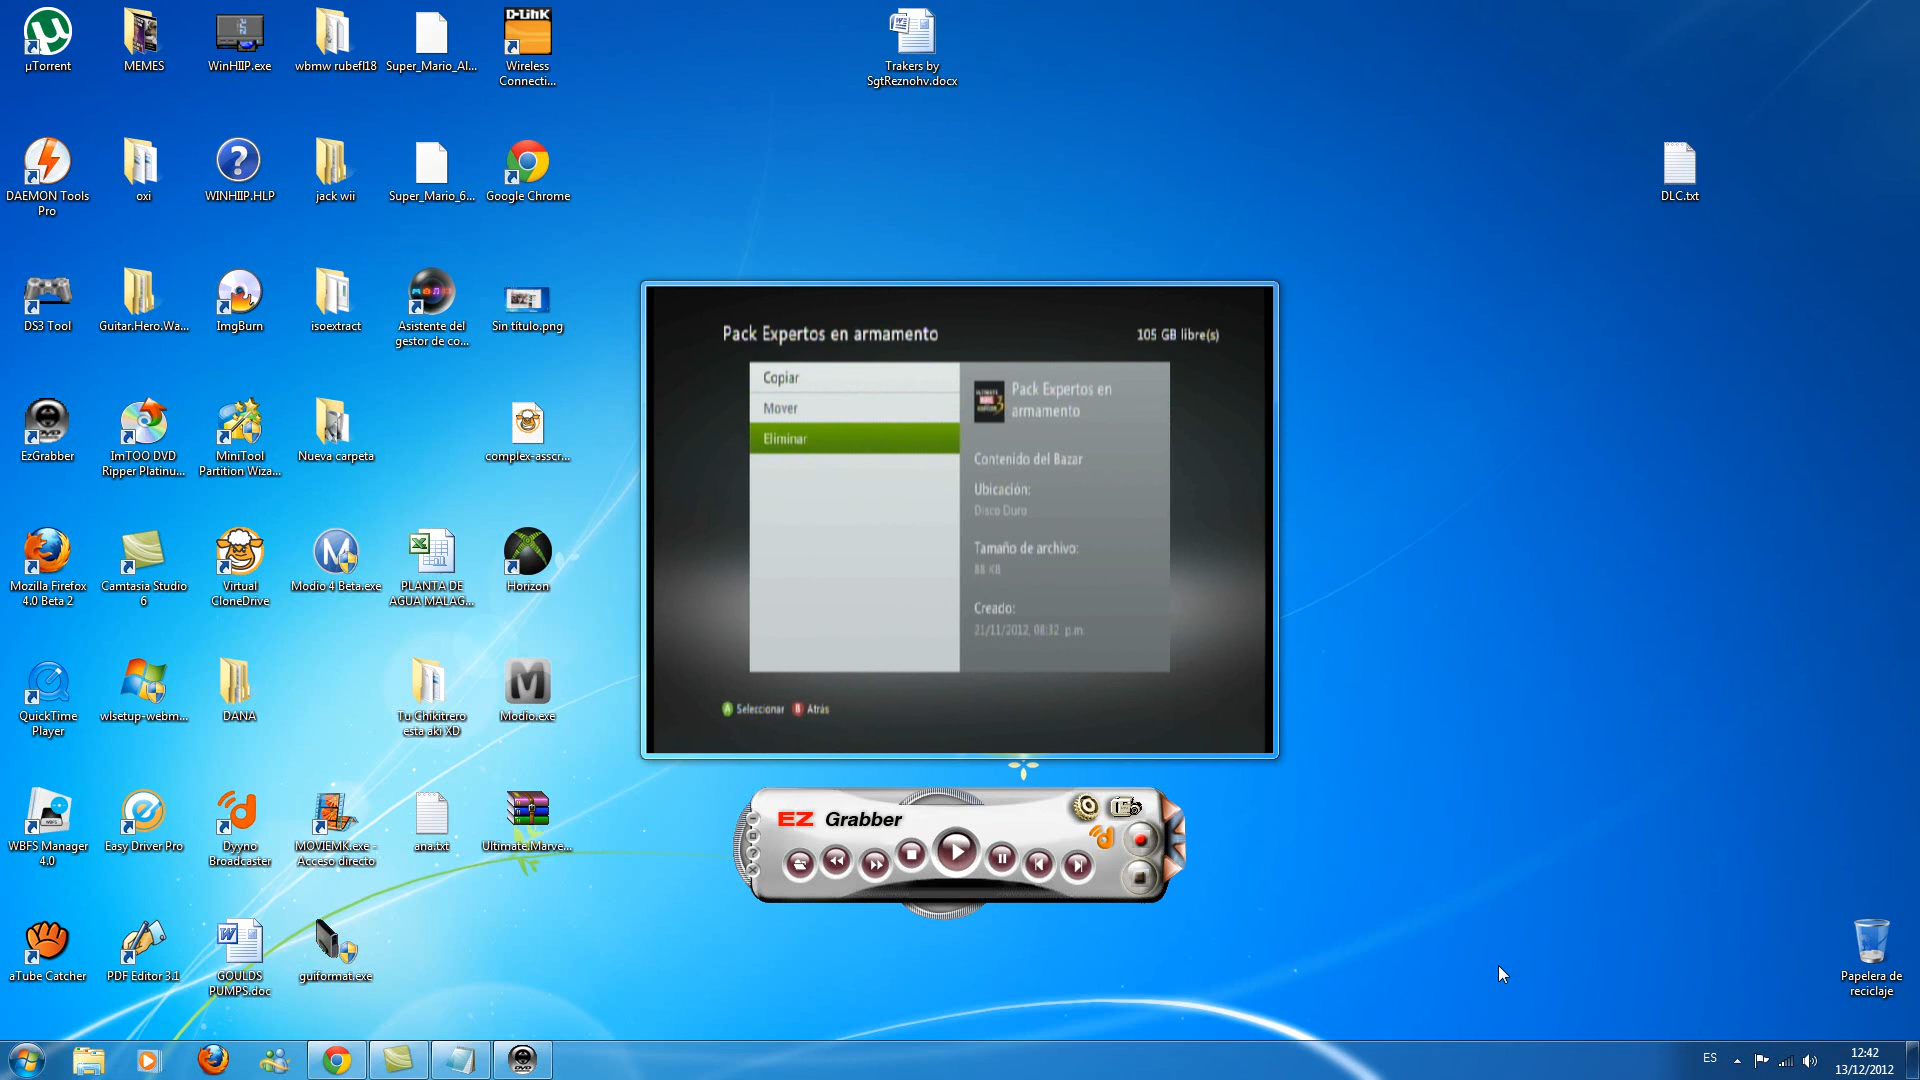 µTorrent
MEMES
WinHIIP.exe
wbmw rubefl18
Super_Mario_Al...
D-Link
Wireless
Connecti...
Trakers by
SgtReznohv.docx
DAEMON Tools
Pro
oxi
WINHIIP.HLP
jack wii
Super_Mario_6...
Google Chrome
DLC.txt
DS3 Tool
Guitar.Hero.Wa...
ImgBurn
isoextract
Asistente del
gestor de co...
Sin título.png
EzGrabber
ImTOO DVD
Ripper Platinu...
MiniTool
Partition Wiza...
Nueva carpeta
complex-asscr...
Mozilla Firefox
4.0 Beta 2
Camtasia Studio
6
Virtual
CloneDrive
Modio 4 Beta.exe
PLANTA DE
AGUA MALAG...
Horizon
QuickTime
Player
wlsetup-webm...
DANA
Tu Chikitrero
esta aki XD
Modio.exe
WBFS Manager
4.0
Easy Driver Pro
Dyyno
Broadcaster
MOVIEMK.exe -
Acceso directo
ana.txt
Ultimate.Marve...
aTube Catcher
PDF Editor 3.1
GOULDS
PUMPS.doc
guiformat.exe
Papelera de
reciclaje
Pack Expertos en armamento
105 GB libre(s)
Copiar
Mover
Eliminar
Pack Expertos en
armamento
Contenido del Bazar
Ubicación:
Disco Duro
Tamaño de archivo:
88 KB
Creado:
21/11/2012, 08:32 p.m.
A Seleccionar B Atrás
EZ Grabber
ES
12:42
13/12/2012